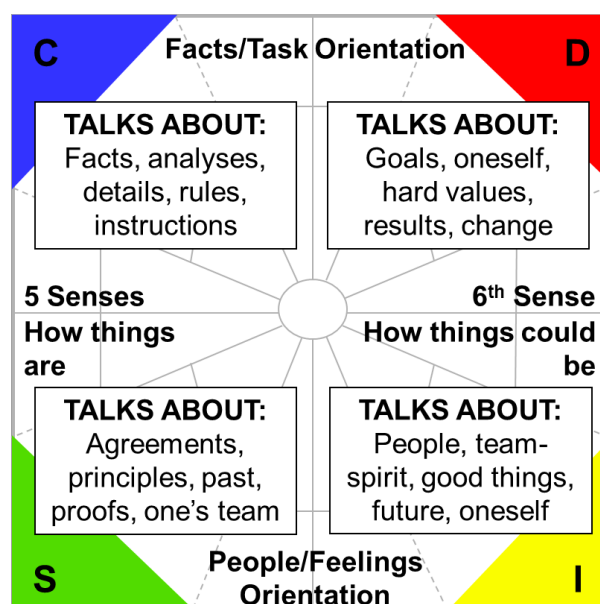 C
Facts/Task Orientation
D
TALKS ABOUT:
Facts, analyses,
details, rules,
instructions
TALKS ABOUT:
Goals, oneself,
hard values,
results, change
5 Senses
How things
are
6th Sense
How things could
be
TALKS ABOUT:
Agreements,
principles, past,
proofs, one's team
TALKS ABOUT:
People, team-
spirit, good things,
future, oneself
S
People/Feelings
Orientation
I